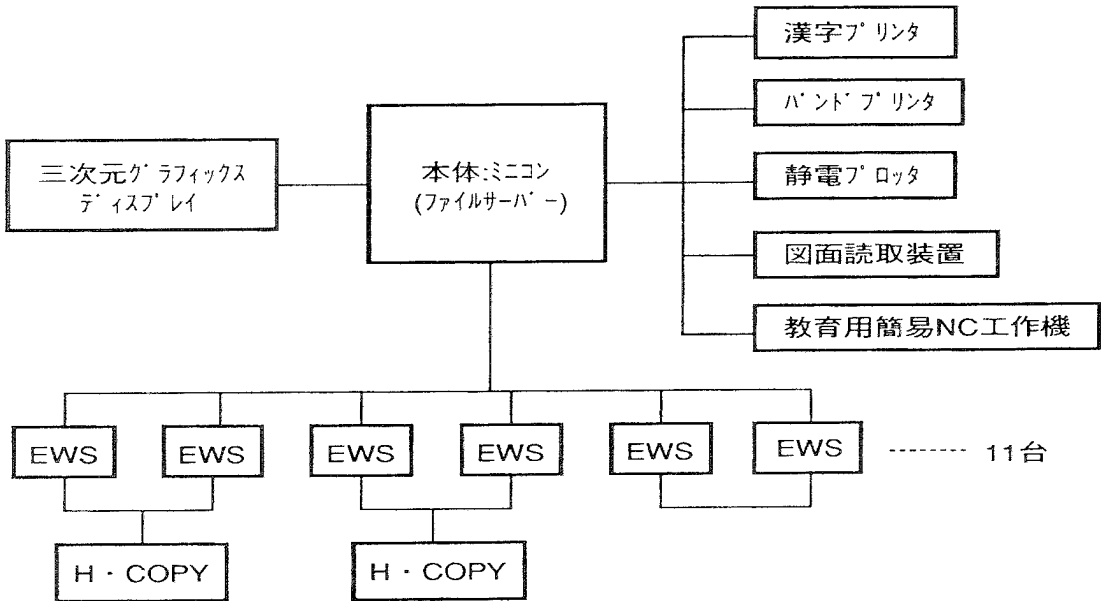 漢字プリンタ
バンドプリンタ
三次元グラフィックス
ディスプレイ
本体:ミニコン
(ファイルサーバー)
静電プロッタ
図面読取装置
教育用簡易NC工作機
EWS
EWS
EWS
EWS
EWS
EWS
-------- 11台
H・COPY
H・COPY